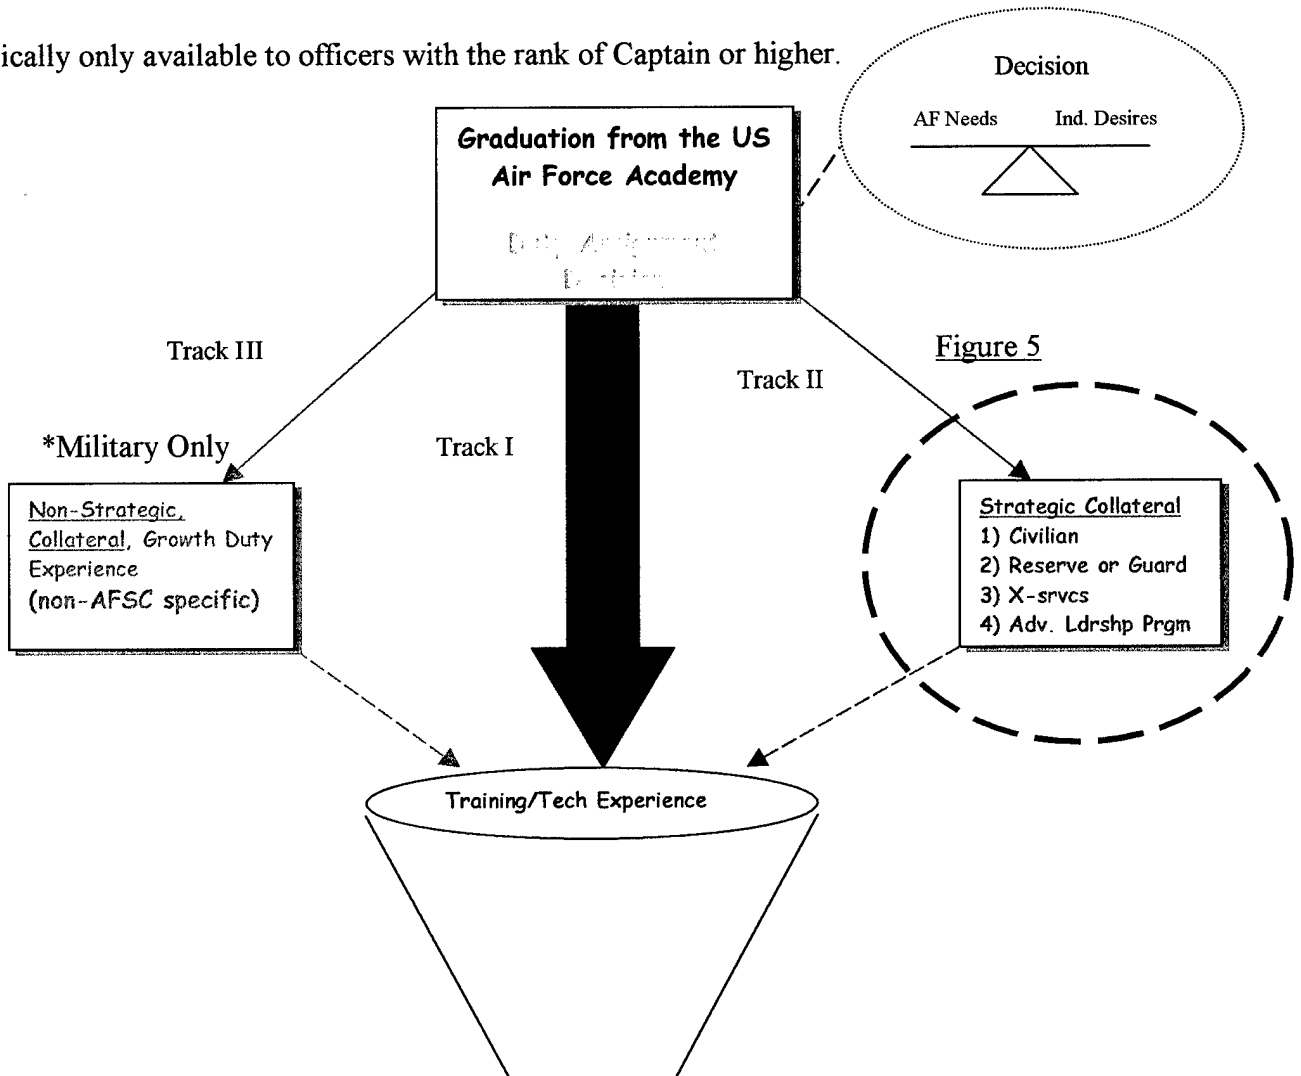 ically only available to officers with the rank of Captain or higher.
Decision
AF Needs Ind. Desires
Graduation from the US
Air Force Academy
Duty Assignment
Decision
Figure 5
Track III
Track II
Track I
*Military Only
Non-Strategic,
Collateral, Growth Duty
Experience
(non-AFSC specific)
Strategic Collateral
1) Civilian
2) Reserve or Guard
3) X-srvcs
4) Adv. Ldrshp Prgm
Training/Tech Experience